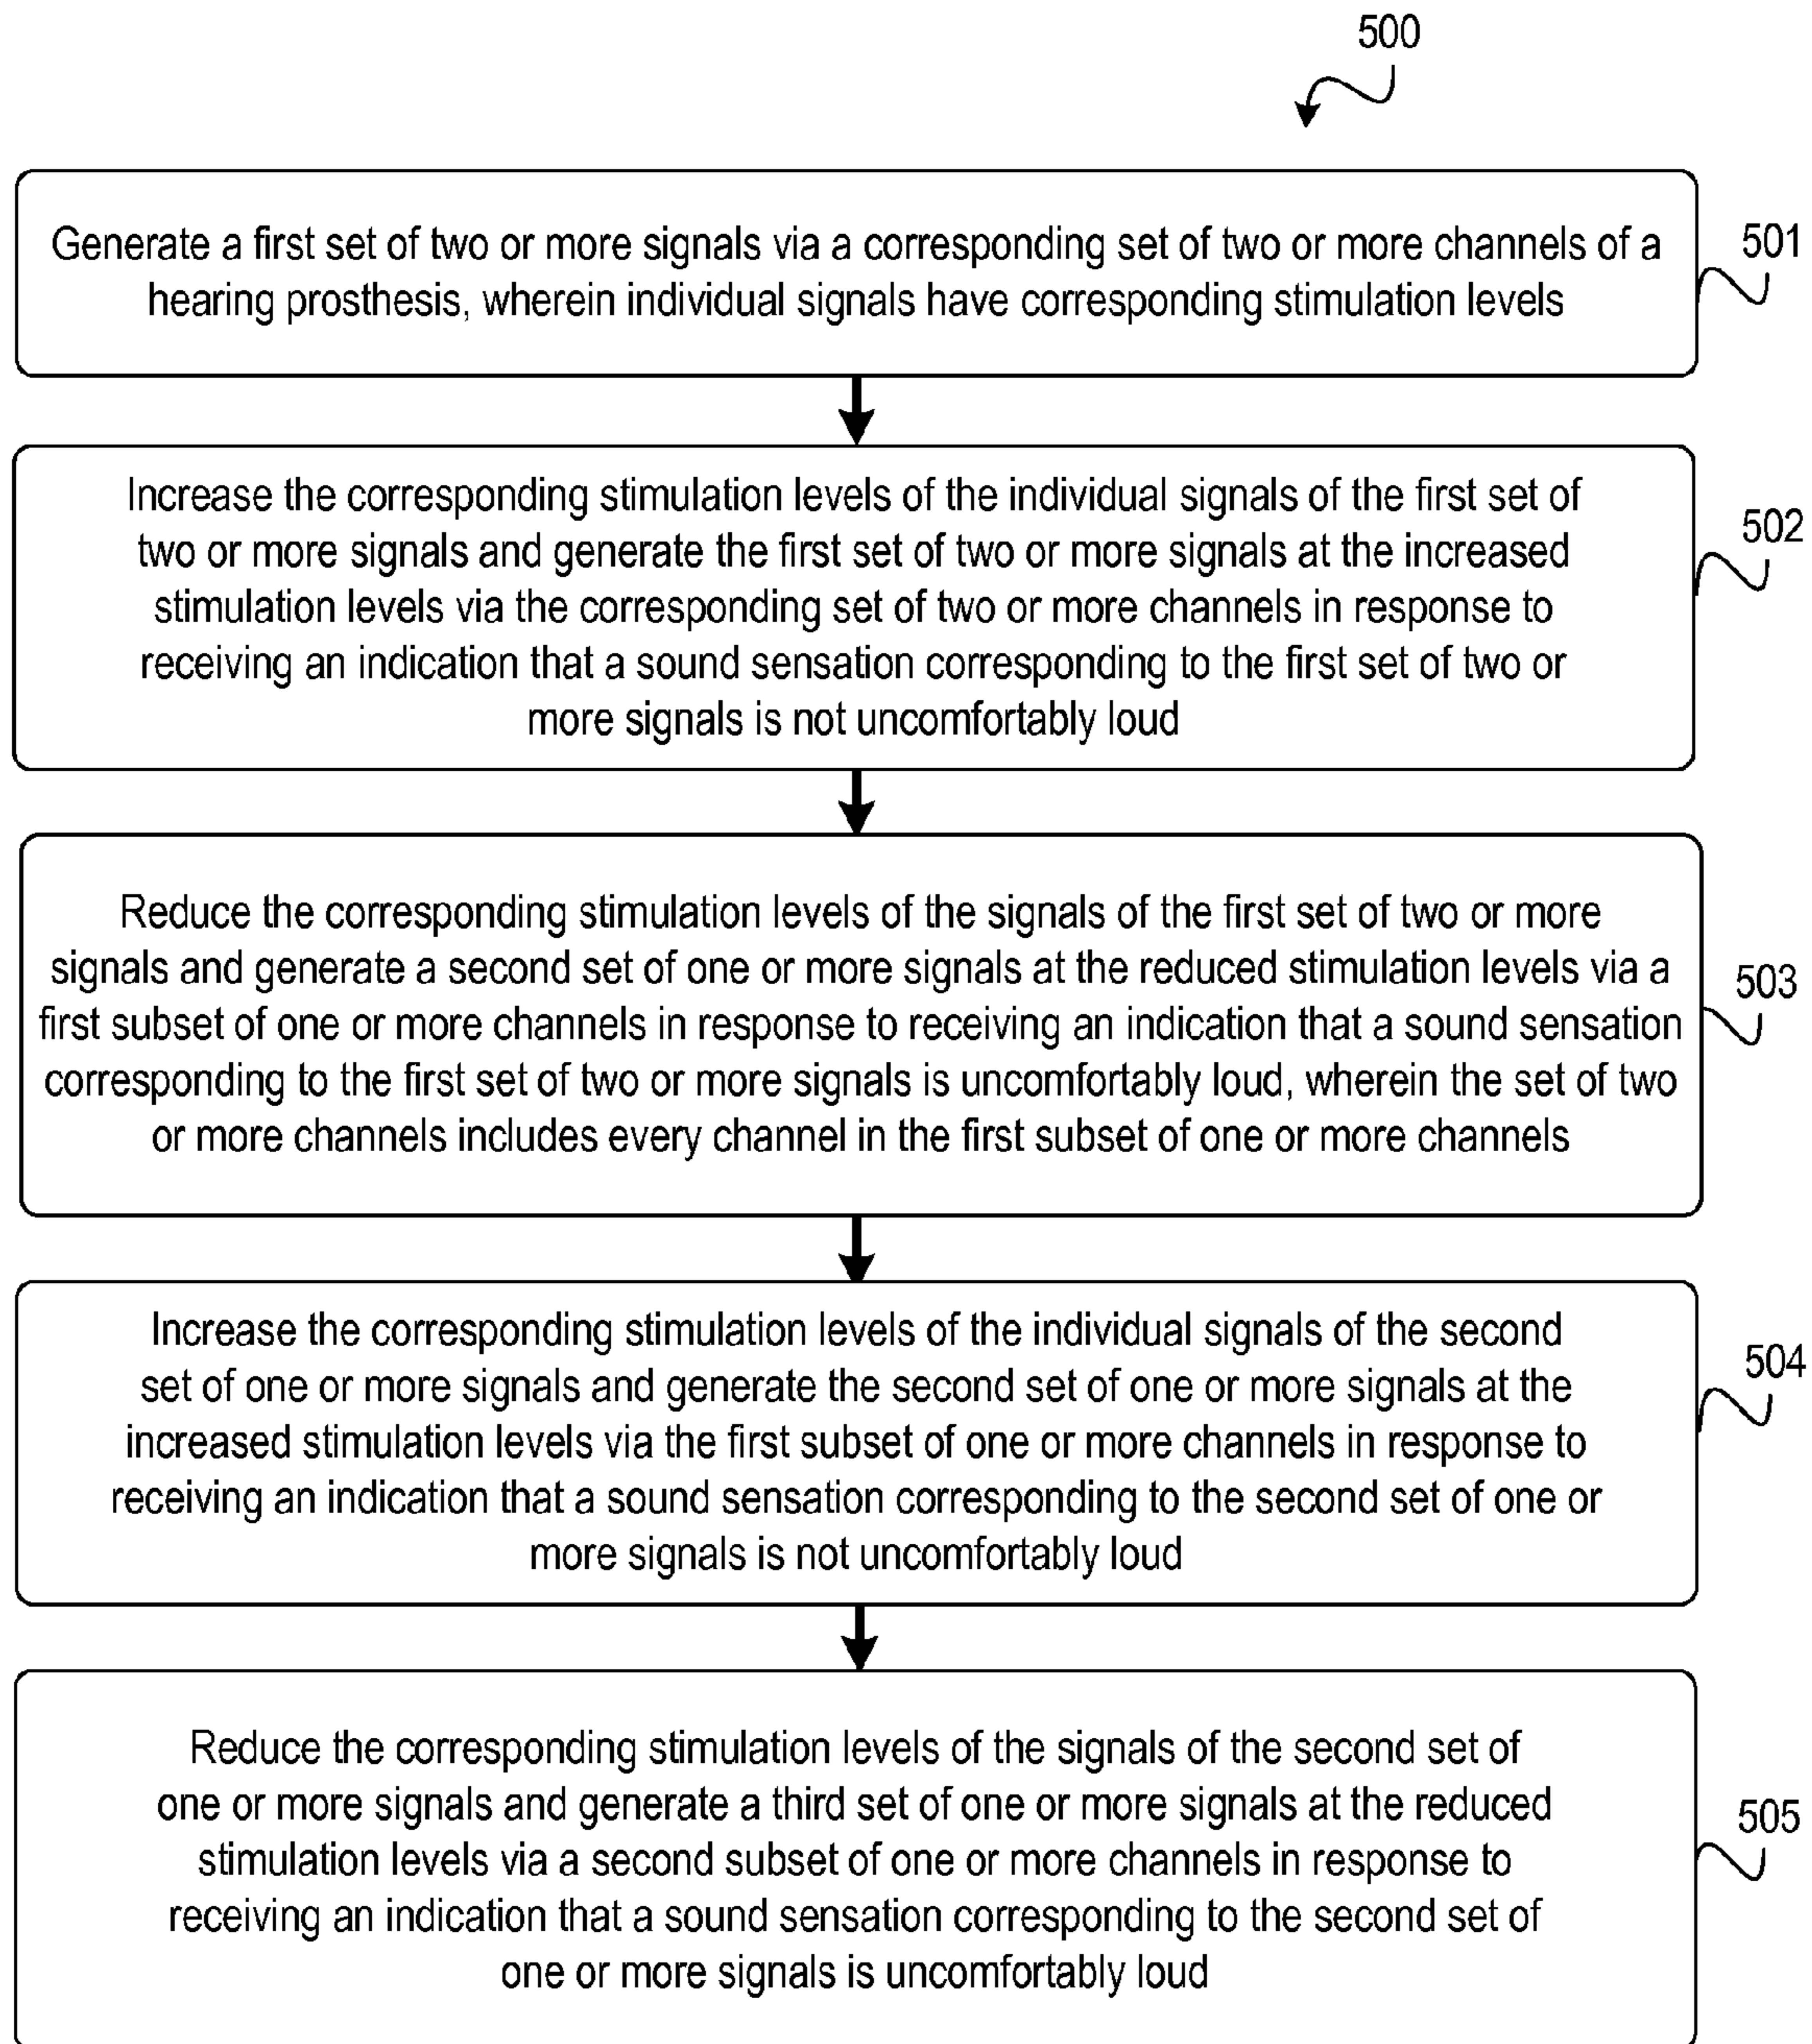 500
Generate a first set of two or more signals via a corresponding set of two or more channels of a
hearing prosthesis, wherein individual signals have corresponding stimulation levels
501
Increase the corresponding stimulation levels of the individual signals of the first set of
two or more signals and generate the first set of two or more signals at the increased
stimulation levels via the corresponding set of two or more channels in response to
receiving an indication that a sound sensation corresponding to the first set of two or
more signals is not uncomfortably loud
502
Reduce the corresponding stimulation levels of the signals of the first set of two or more
signals and generate a second set of one or more signals at the reduced stimulation levels via a
first subset of one or more channels in response to receiving an indication that a sound sensation
corresponding to the first set of two or more signals is uncomfortably loud, wherein the set of two
or more channels includes every channel in the first subset of one or more channels
503
Increase the corresponding stimulation levels of the individual signals of the second
set of one or more signals and generate the second set of one or more signals at the
increased stimulation levels via the first subset of one or more channels in response to
receiving an indication that a sound sensation corresponding to the second set of one or
more signals is not uncomfortably loud
504
Reduce the corresponding stimulation levels of the signals of the second set of
one or more signals and generate a third set of one or more signals at the reduced
stimulation levels via a second subset of one or more channels in response to
receiving an indication that a sound sensation corresponding to the second set of
one or more signals is uncomfortably loud
505